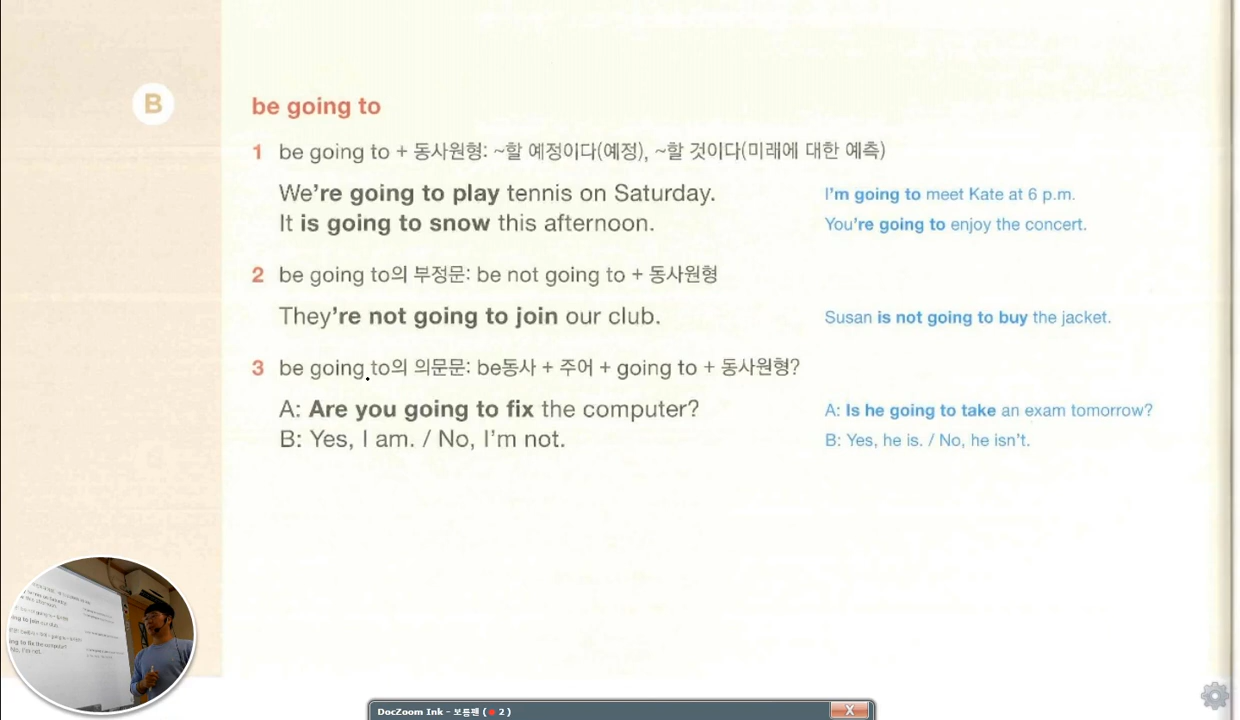 B
be going to
1 be going to + 동사원형: ~할 예정이다(예정), ~할 것이다(미래에 대한 예측)
We're going to play tennis on Saturday.
I'm going to meet Kate at 6 p.m.
It is going to snow this afternoon.
You're going to enjoy the concert.
2 be going to의 부정문: be not going to + 동사원형
They're not going to join our club.
Susan is not going to buy the jacket.
3 be going to의 의문문: be동사 + 주어 + going to + 동사원형?
A: Are you going to fix the computer?
A: Is he going to take an exam tomorrow?
B: Yes, I am. / No, I'm not.
B: Yes, he is. / No, he isn't.
DocZoom Ink - 보통펜 ( 2 )
X